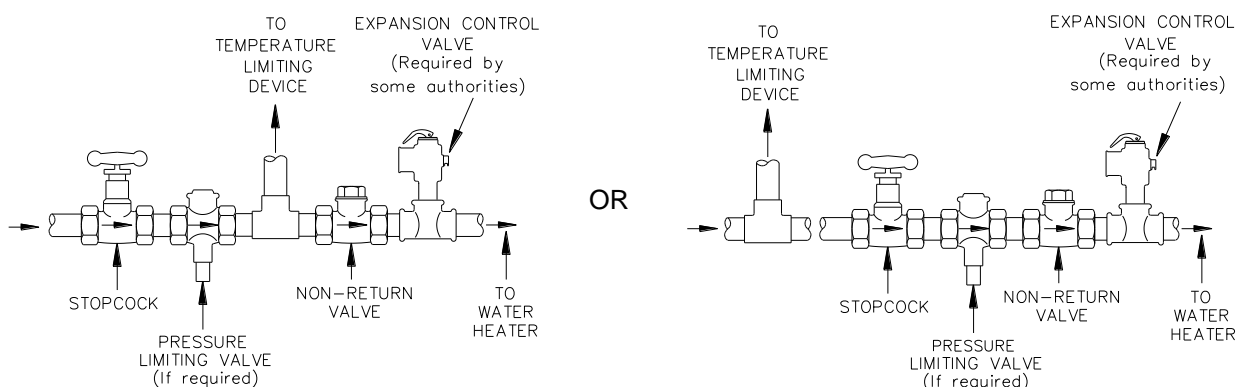 TO
TEMPERATURE
LIMITING
DEVICE
EXPANSION CONTROL
VALVE
(Required by
some authorities)
STOPCOCK
PRESSURE
LIMITING VALVE
(If required)
NON-RETURN
VALVE
TO
WATER
HEATER
OR
TO
TEMPERATURE
LIMITING
DEVICE
EXPANSION CONTROL
VALVE
(Required by
some authorities)
STOPCOCK
PRESSURE
LIMITING VALVE
(If required)
NON-RETURN
VALVE
TO
WATER
HEATER